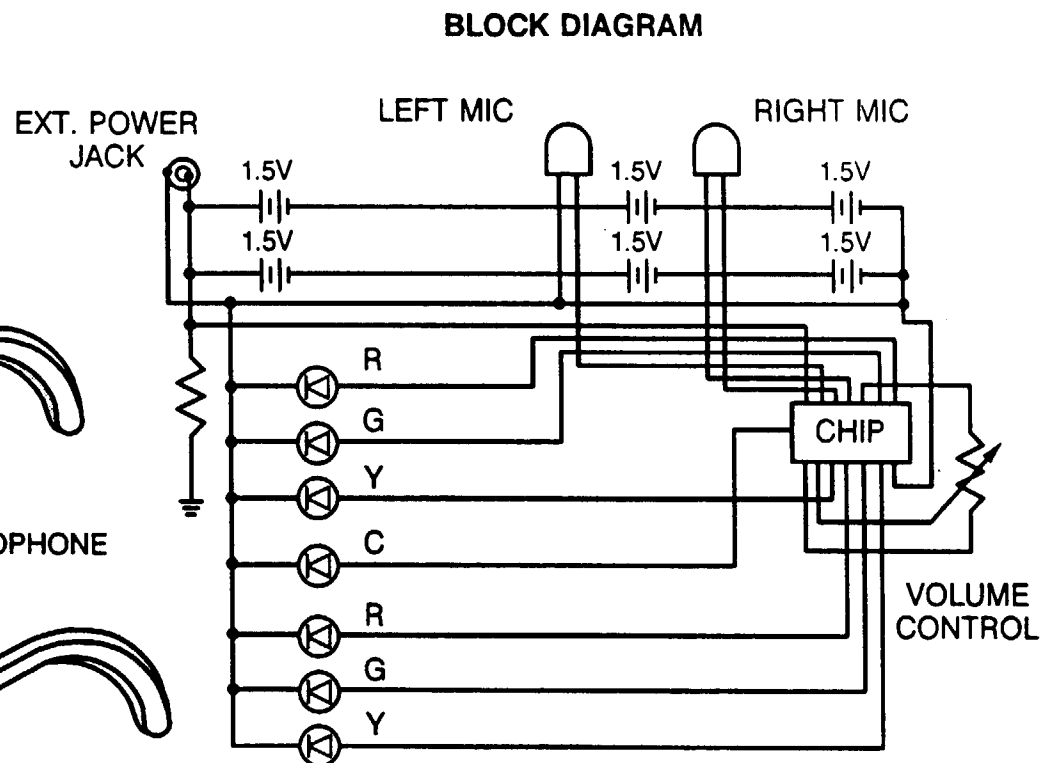 BLOCK DIAGRAM
EXT. POWER
JACK
LEFT MIC
RIGHT MIC
1.5V
1.5V
1.5V
1.5V
1.5V
1.5V
R
G
CHIP
Y
OPHONE
C
VOLUME
CONTROL
R
G
Y